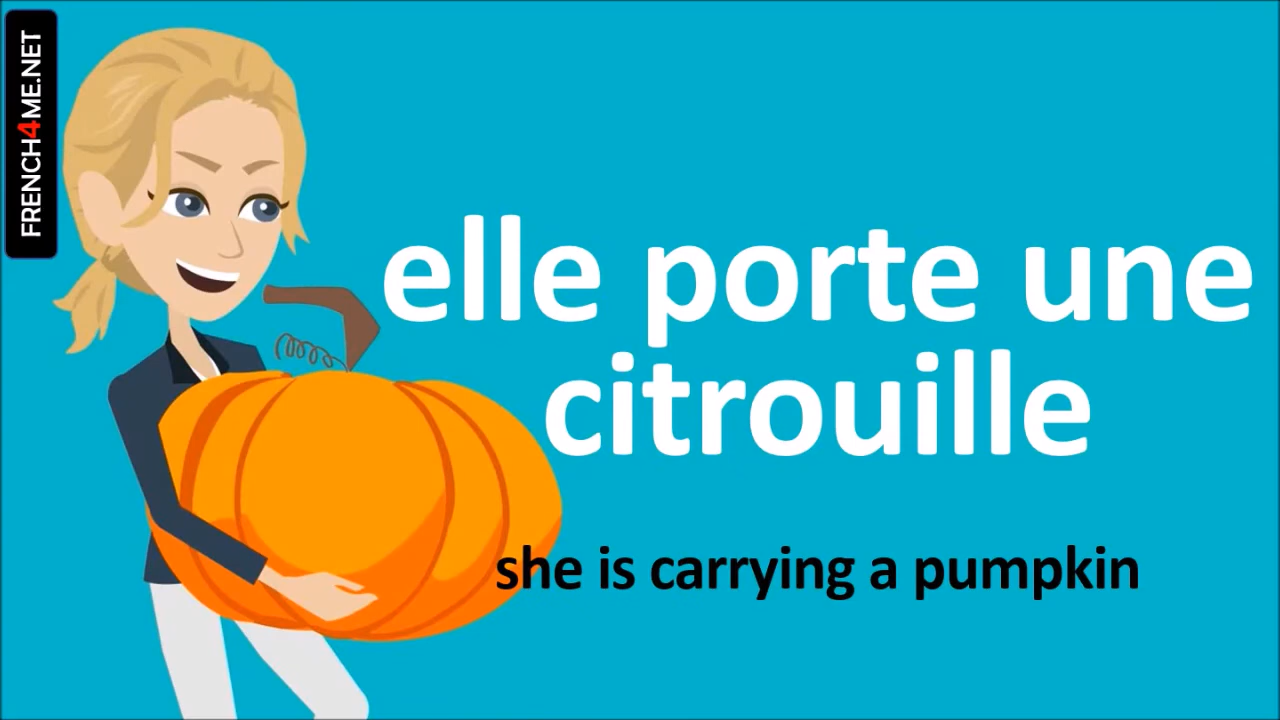 FRENCH4ME.NET
elle porte une
citrouille
she is carrying a pumpkin